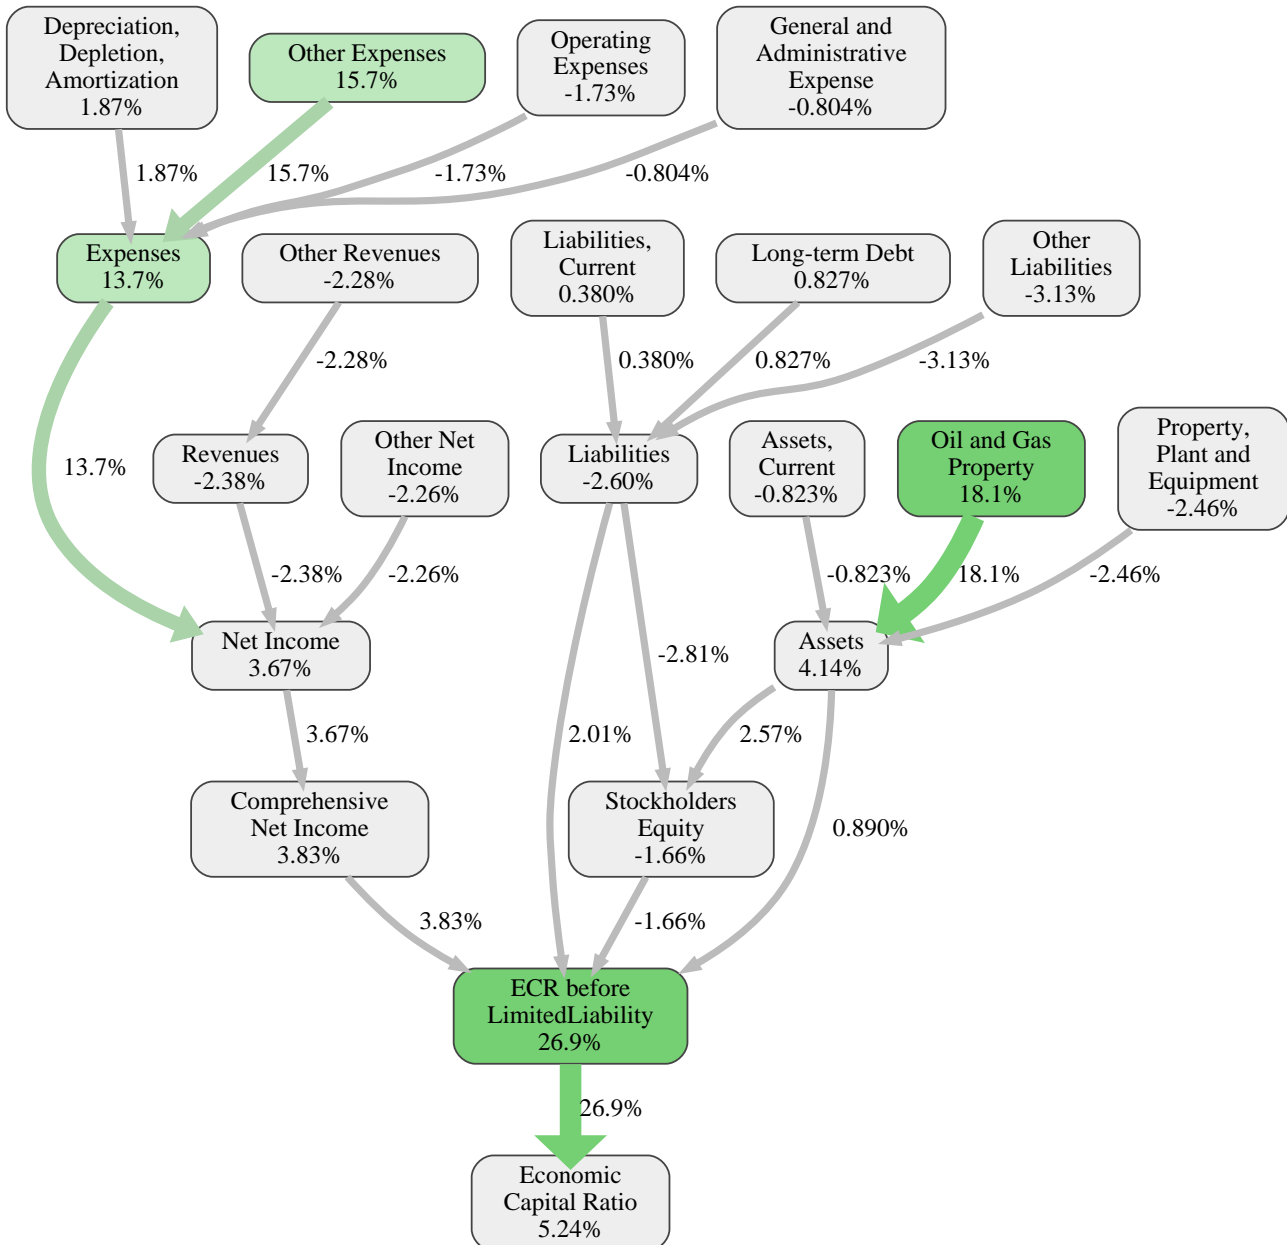 Depreciation,
Depletion,
Amortization
1.87%
Other Expenses
15.7%
Operating
Expenses
-1.73%
General and
Administrative
Expense
-0.804%
1.87%
15.7%
-1.73%
-0.804%
Expenses
13.7%
Other Revenues
-2.28%
Liabilities,
Current
0.380%
Long-term Debt
0.827%
Other
Liabilities
-3.13%
-2.28%
0.380%
0.827%
-3.13%
13.7%
Revenues
-2.38%
Other Net
Income
-2.26%
Liabilities
-2.60%
Assets,
Current
-0.823%
Oil and Gas
Property
18.1%
Property,
Plant and
Equipment
-2.46%
-2.38%
-2.26%
-0.823%
18.1%
-2.46%
Net Income
3.67%
-2.81%
Assets
4.14%
3.67%
2.01%
2.57%
Comprehensive
Net Income
3.83%
Stockholders
Equity
-1.66%
0.890%
3.83%
-1.66%
ECR before
LimitedLiability
26.9%
26.9%
Economic
Capital Ratio
5.24%